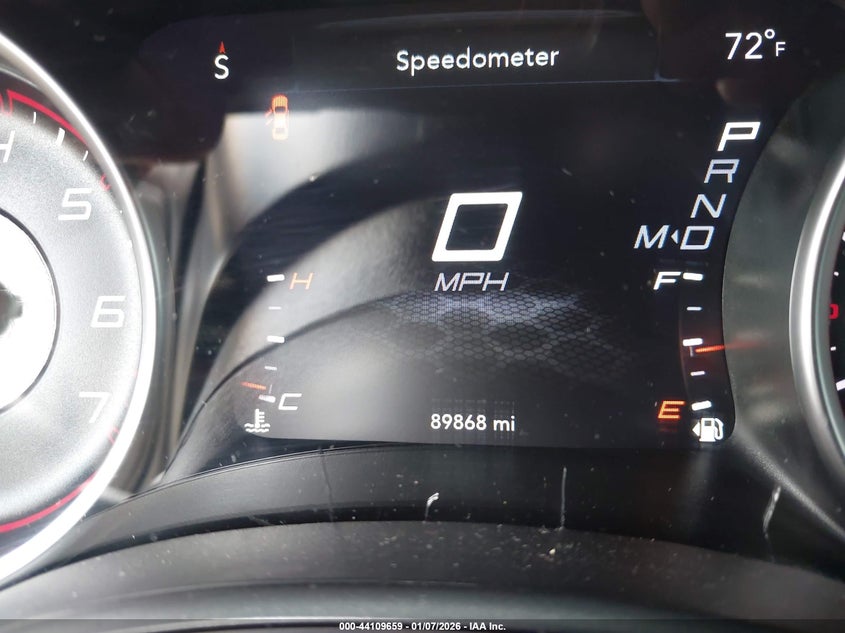 S
Speedometer
72°F
P
R
N
M◂D
5
6
7
0
MPH
H
C
F
E
89868 mi
000-44109659 - 01/07/2026 - IAA Inc.